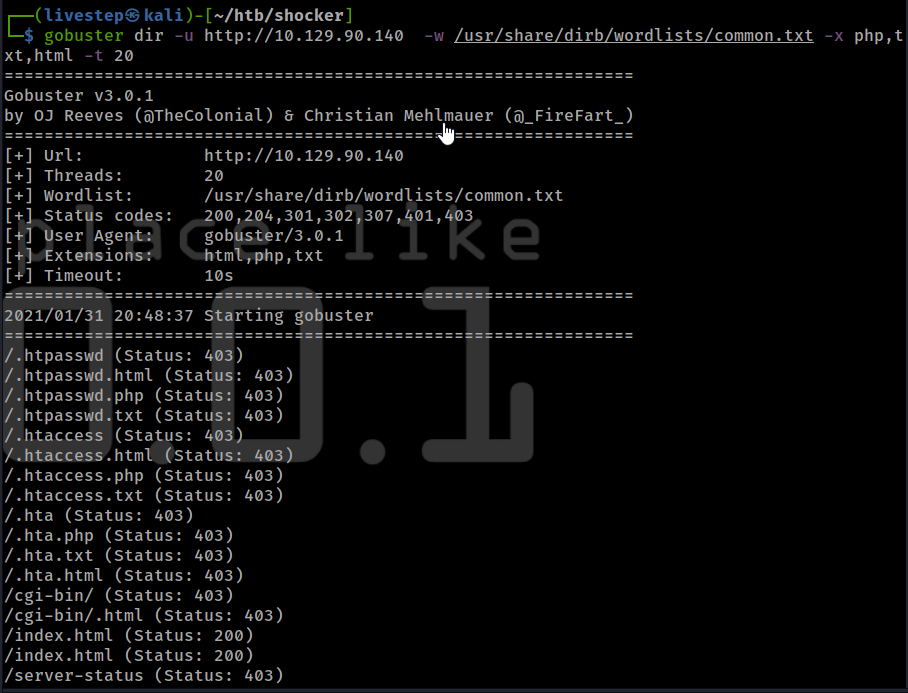 ┌──(livestep㉿kali)-[~/htb/shocker]
└─$ gobuster dir -u http://10.129.90.140  -w /usr/share/dirb/wordlists/common.txt -x php,t
xt,html -t 20
===============================================================
Gobuster v3.0.1
by OJ Reeves (@TheColonial) & Christian Mehlmauer (@_FireFart_)
===============================================================
[+] Url:            http://10.129.90.140
[+] Threads:        20
[+] Wordlist:       /usr/share/dirb/wordlists/common.txt
[+] Status codes:   200,204,301,302,307,401,403
[+] User Agent:     gobuster/3.0.1
[+] Extensions:     html,php,txt
[+] Timeout:        10s
===============================================================
2021/01/31 20:48:37 Starting gobuster
===============================================================
/.htpasswd (Status: 403)
/.htpasswd.html (Status: 403)
/.htpasswd.php (Status: 403)
/.htpasswd.txt (Status: 403)
/.htaccess (Status: 403)
/.htaccess.html (Status: 403)
/.htaccess.php (Status: 403)
/.htaccess.txt (Status: 403)
/.hta (Status: 403)
/.hta.php (Status: 403)
/.hta.txt (Status: 403)
/.hta.html (Status: 403)
/cgi-bin/ (Status: 403)
/cgi-bin/.html (Status: 403)
/index.html (Status: 200)
/index.html (Status: 200)
/server-status (Status: 403)
place like
0.0.1